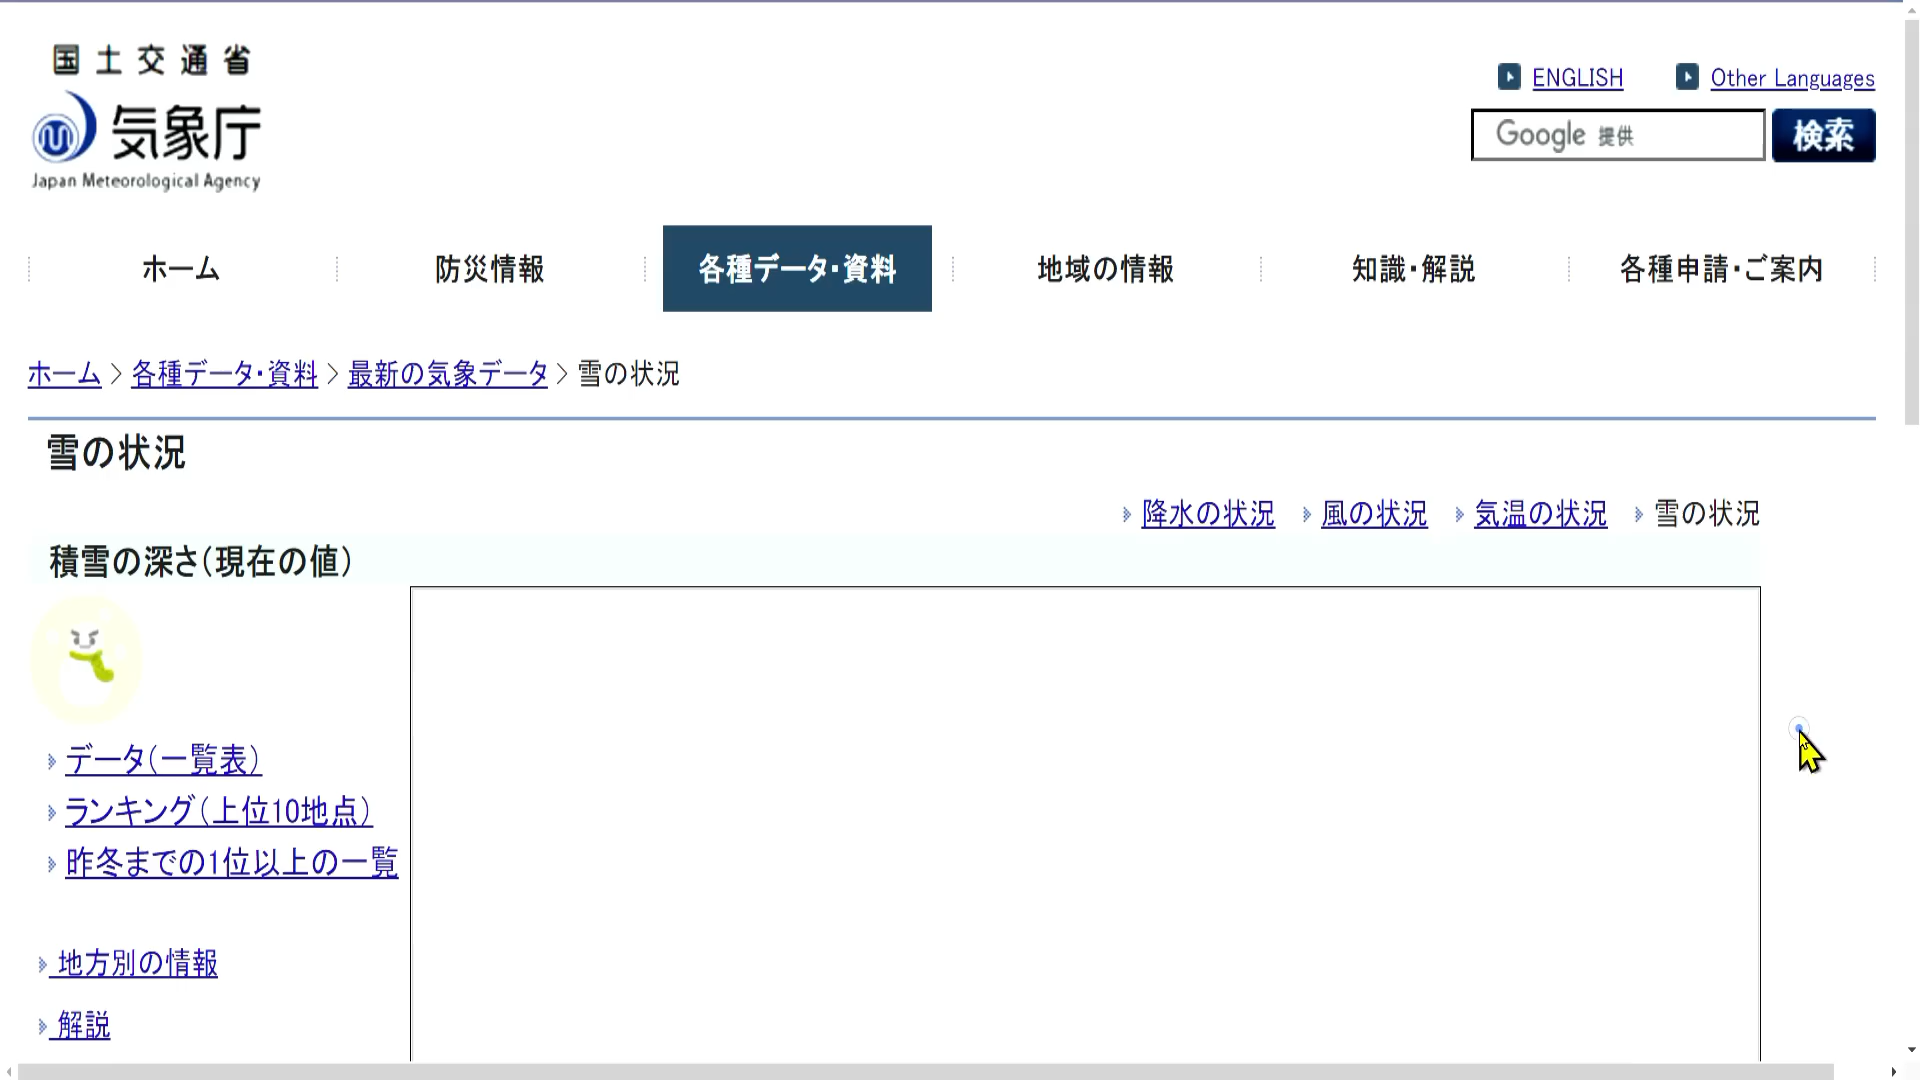 国土交通省
気象庁
Japan Meteorological Agency
ENGLISH
Other Languages
Google 提供
検索
ホーム
防災情報
各種データ・資料
地域の情報
知識・解説
各種申請・ご案内
ホーム > 各種データ・資料 > 最新の気象データ > 雪の状況
雪の状況
降水の状況
風の状況
気温の状況
雪の状況
積雪の深さ(現在の値)
データ(一覧表)
ランキング(上位10地点)
昨冬までの1位以上の一覧
地方別の情報
解説